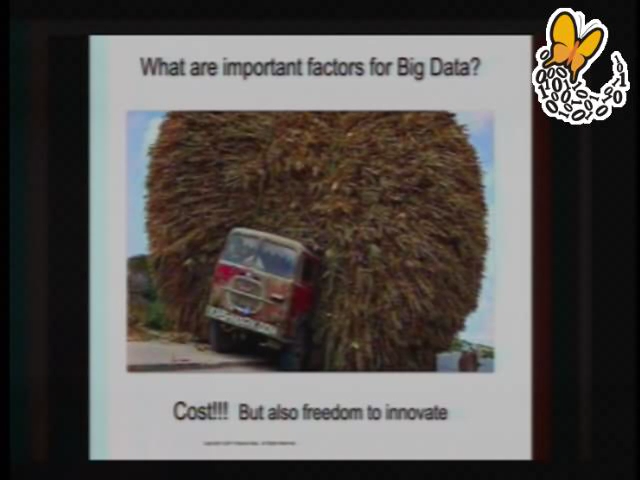 What are important factors for Big Data?
Cost!!! But also freedom to innovate